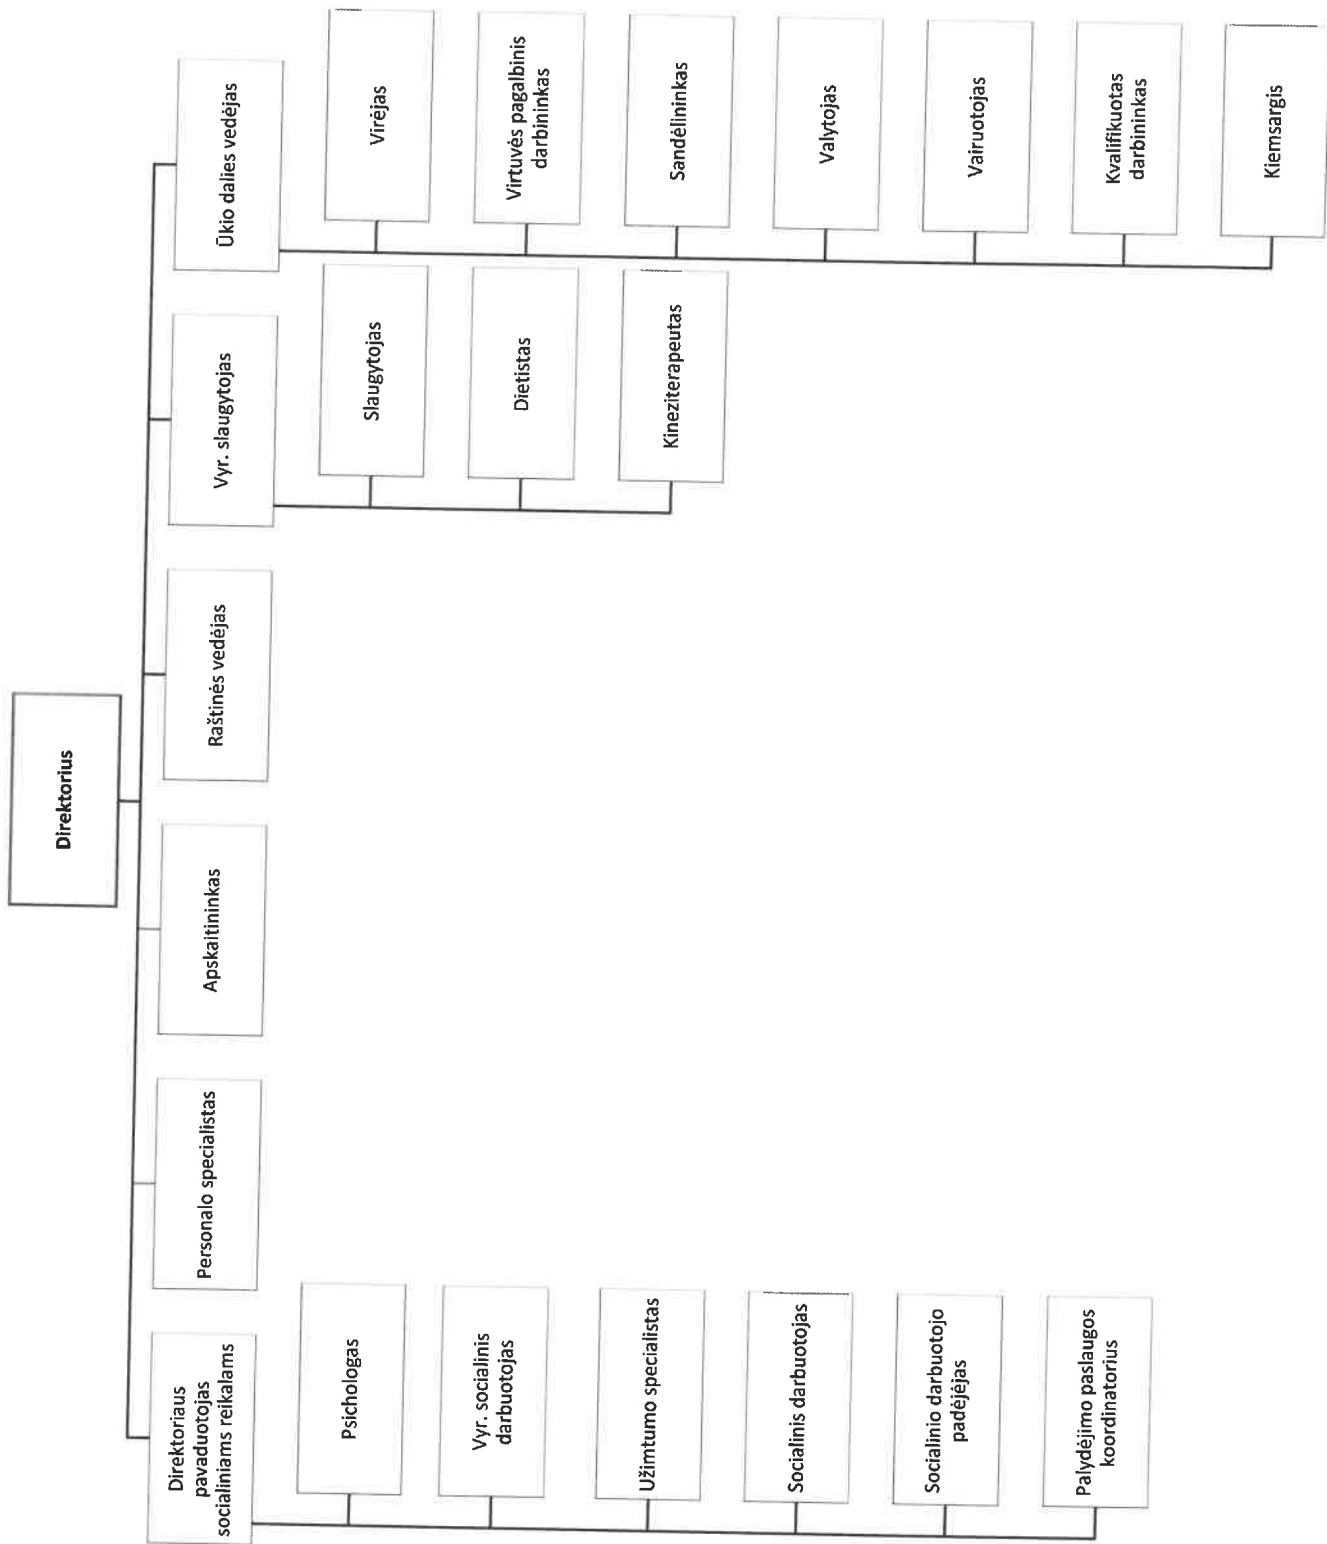 Direktorius
Direktoriaus
pavaduotojas
socialiniams reikalams
Personalo specialistas
Apskaitininkas
Raštinės vedėjas
Vyr. slaugytojas
Ūkio dalies vedėjas
Psichologas
Vyr. socialinis
darbuotojas
Užimtumo specialistas
Socialinis darbuotojas
Socialinio darbuotojo
padėjėjas
Palydėjimo paslaugos
koordinatorius
Slaugytojas
Dietistas
Kineziterapeutas
Virėjas
Virtuvės pagalbinis
darbininkas
Sandėlininkas
Valytojas
Vairuotojas
Kvalifikuotas
darbininkas
Kiemsargis